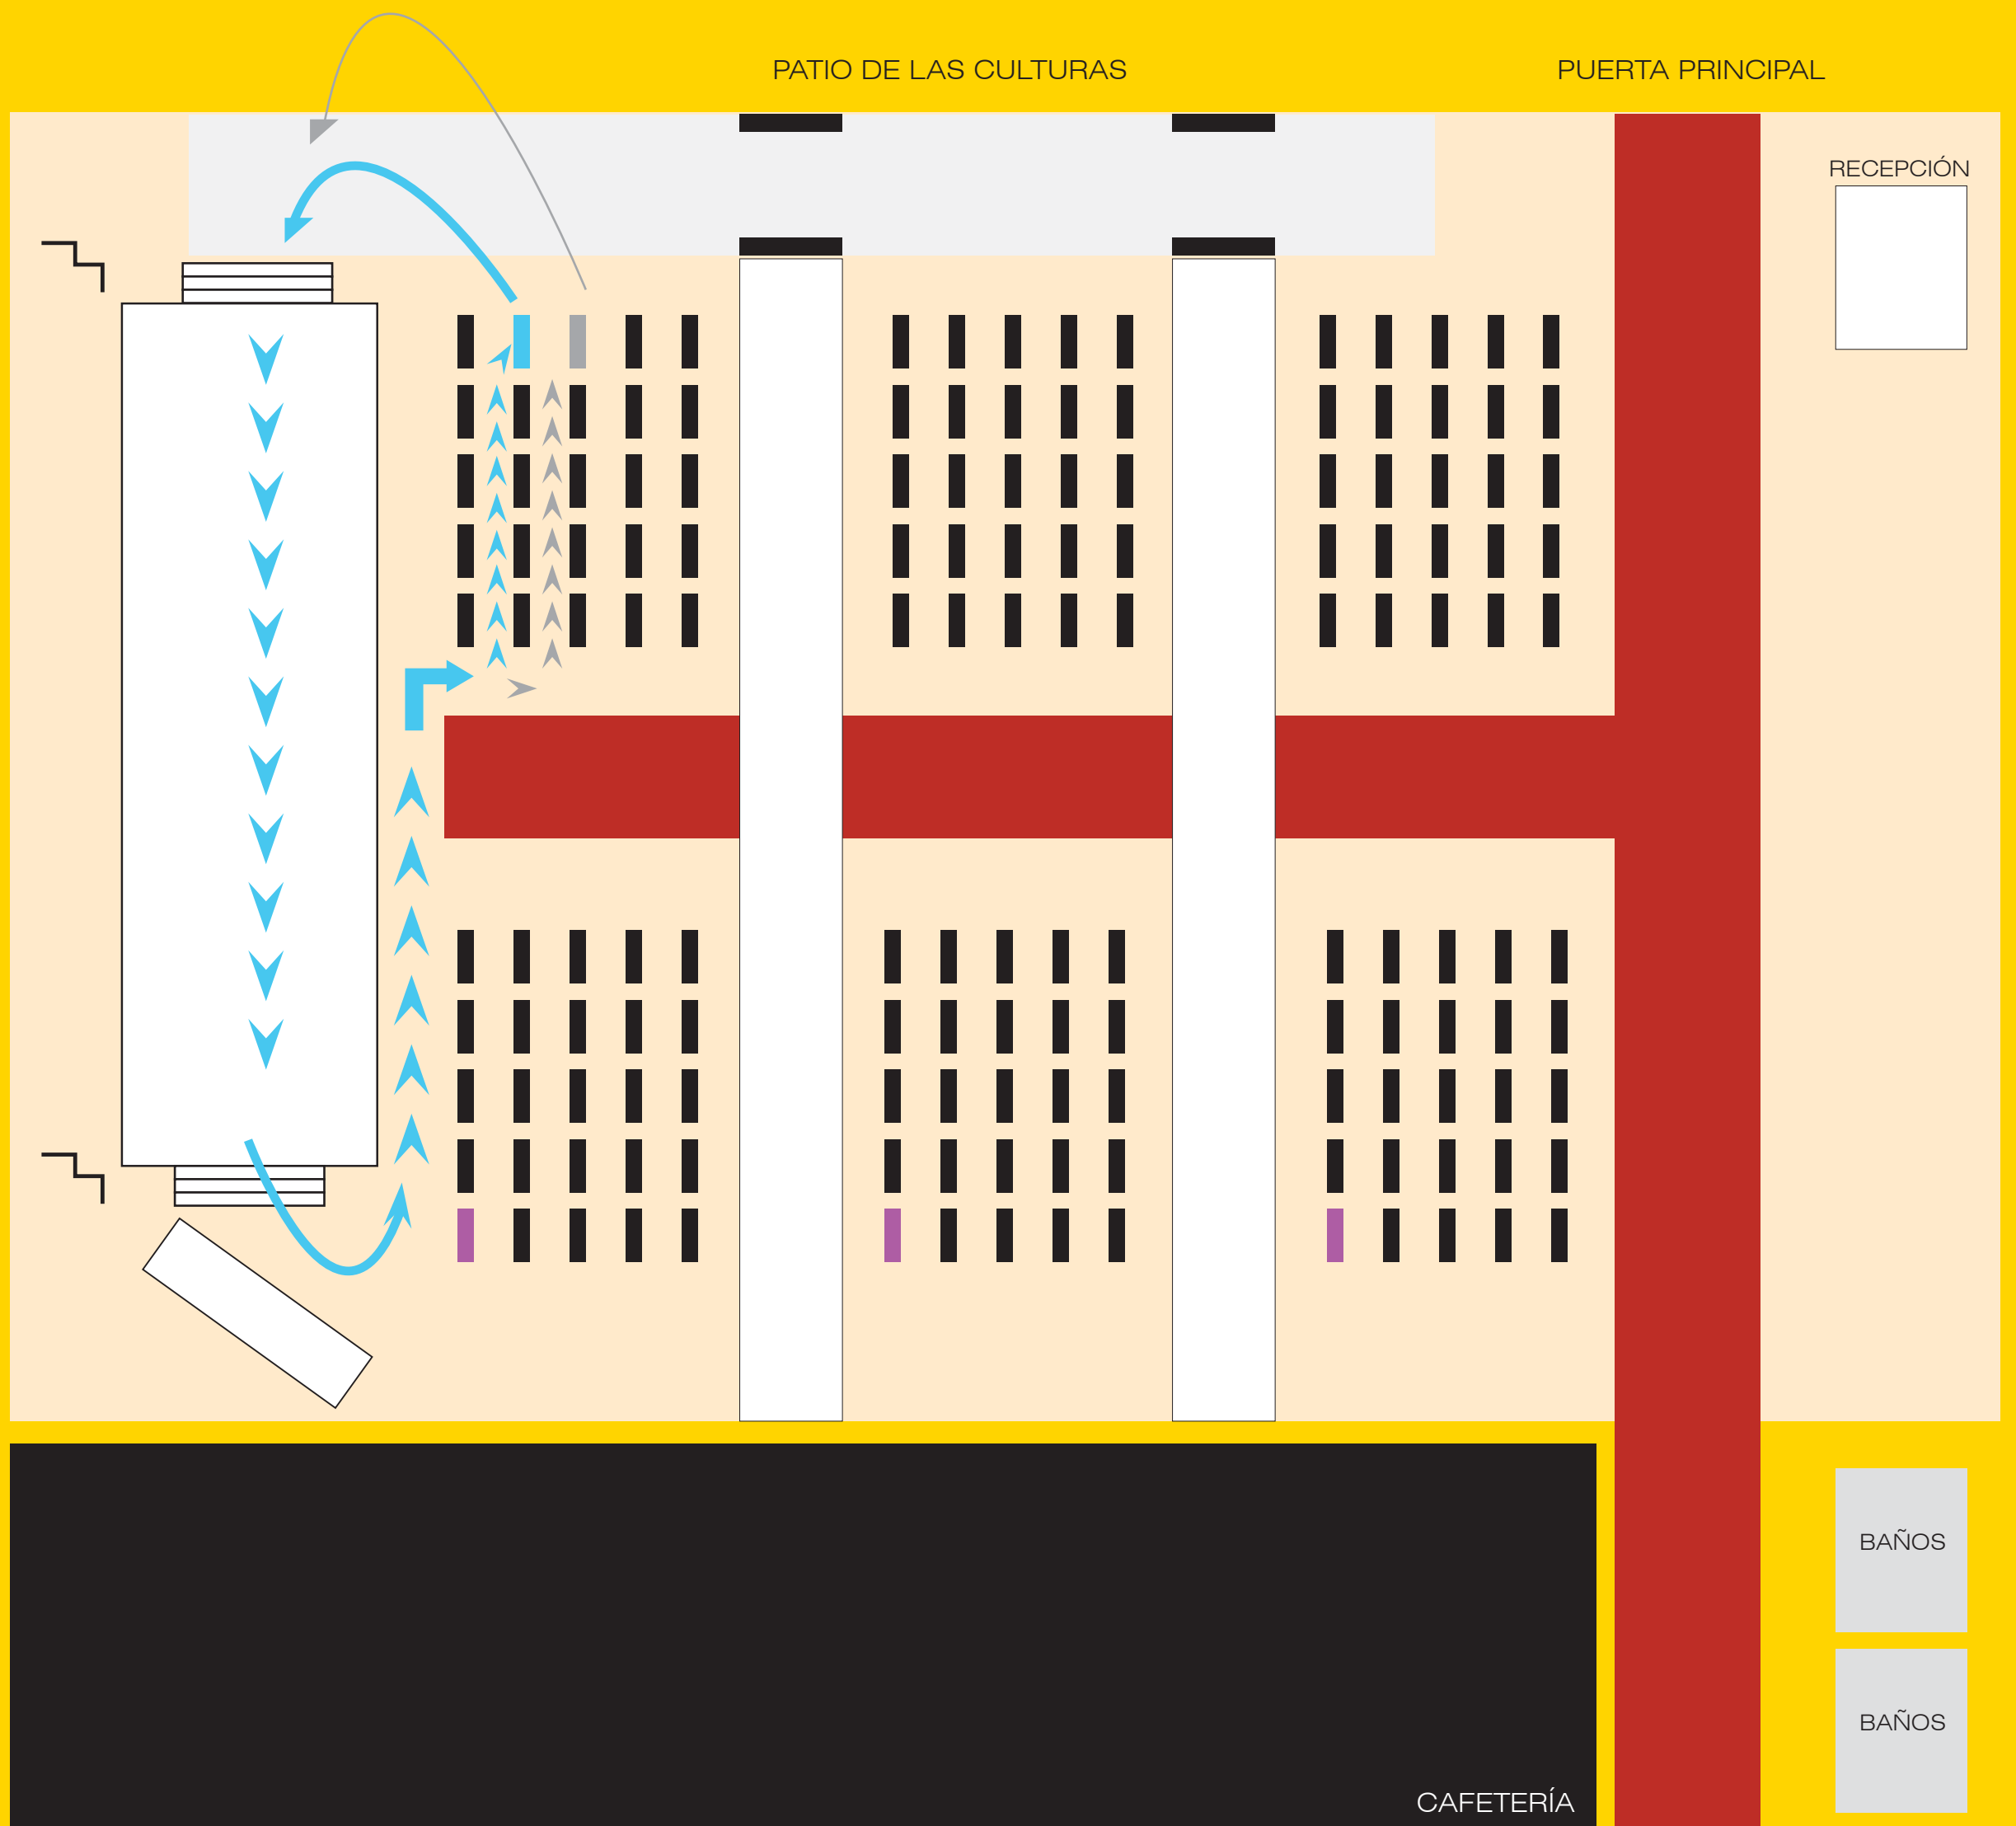 PATIO DE LAS CULTURAS
PUERTA PRINCIPAL
RECEPCIÓN
BAÑOS
BAÑOS
CAFETERÍA